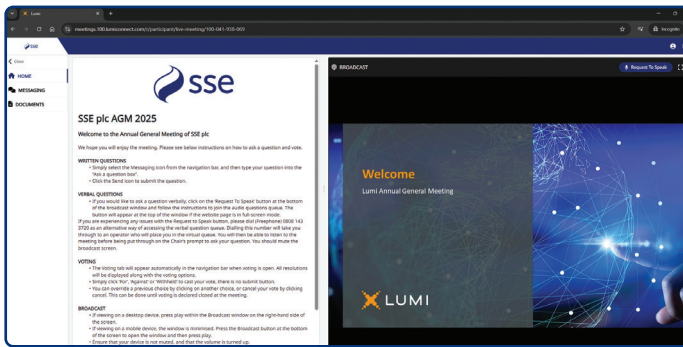 Lumi
meetings.100.lumiconnect.com/r/participant/live-meeting/100-041-938-069
Incognito
sse
Close
HOME
MESSAGING
DOCUMENTS
sse
SSE plc AGM 2025
Welcome to the Annual General Meeting of SSE plc
We hope you will enjoy the meeting. Please see below instructions on how to ask a question and vote.
WRITTEN QUESTIONS
• Simply select the Messaging icon from the navigation bar and then type your question into the
'Ask a question box'.
• Click the Send icon to submit the question.
VERBAL QUESTIONS
• If you would like to ask a question verbally, click on the 'Request To Speak' button at the bottom
of the broadcast window and follow the instructions to join the audio questions queue. The
button will appear at the top of the window if the website page is in full-screen mode.
If you are experiencing any issues with the Request to Speak button, please dial (Freephone) 0808 143
3720 as an alternative way of accessing the verbal question queue. Dialling this number will take you
through to an operator who will place you in the virtual queue. You will then be able to listen to the
meeting before being put through on the Chair's prompt to ask your question. You should mute the
broadcast screen.
VOTING
• The Voting tab will appear automatically in the navigation bar when voting is open. All resolutions
will be displayed along with the voting options.
• Simply click 'For', 'Against' or 'Withheld' to cast your vote, there is no submit button.
• You can override a previous choice by clicking on another choice, or cancel your vote by clicking
cancel. This can be done until voting is declared closed at the meeting.
BROADCAST
• If viewing on a desktop device, press play within the Broadcast window on the right-hand side of
the screen.
• If viewing on a mobile device, the window is minimised. Press the Broadcast button at the bottom
of the screen to open the window and then press play.
• Ensure that your device is not muted, and that the volume is turned up.
BROADCAST
Request To Speak
Welcome
Lumi Annual General Meeting
LUMI